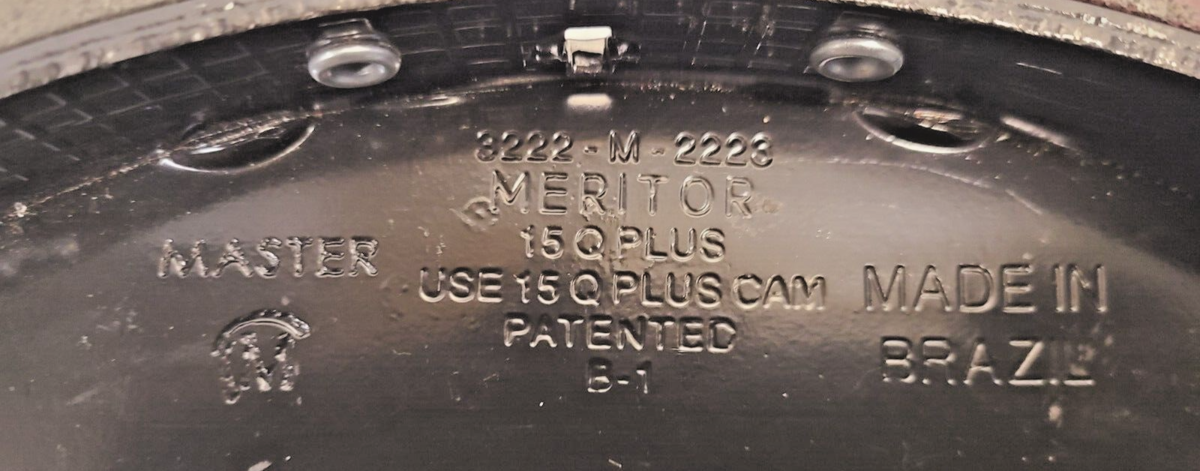 3222-M-2223
MERITOR
15 Q PLUS
USE 15 Q PLUS CAM
PATENTED
B-1
MASTER
M
MADE IN
BRAZIL